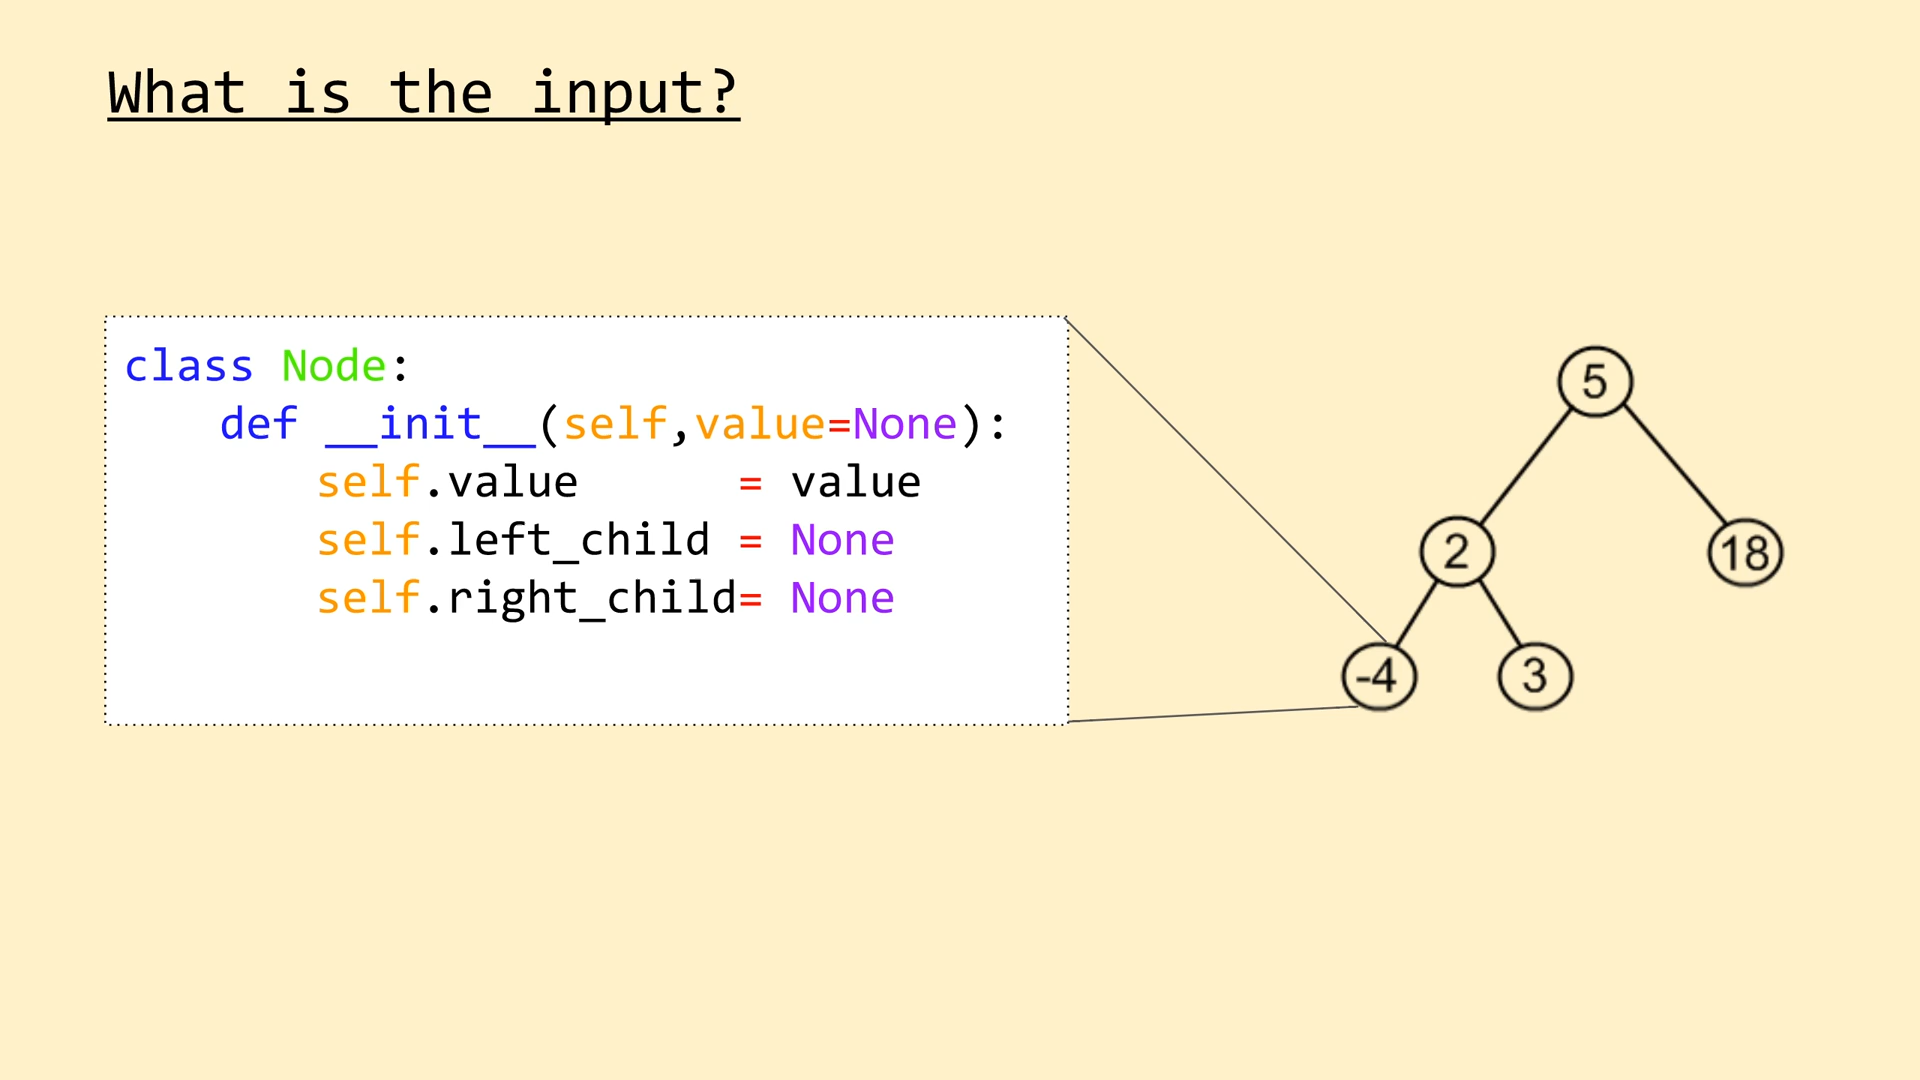 What is the input?
class Node:
    def __init__(self,value=None):
        self.value      = value
        self.left_child = None
        self.right_child= None
5
2
18
-4
3